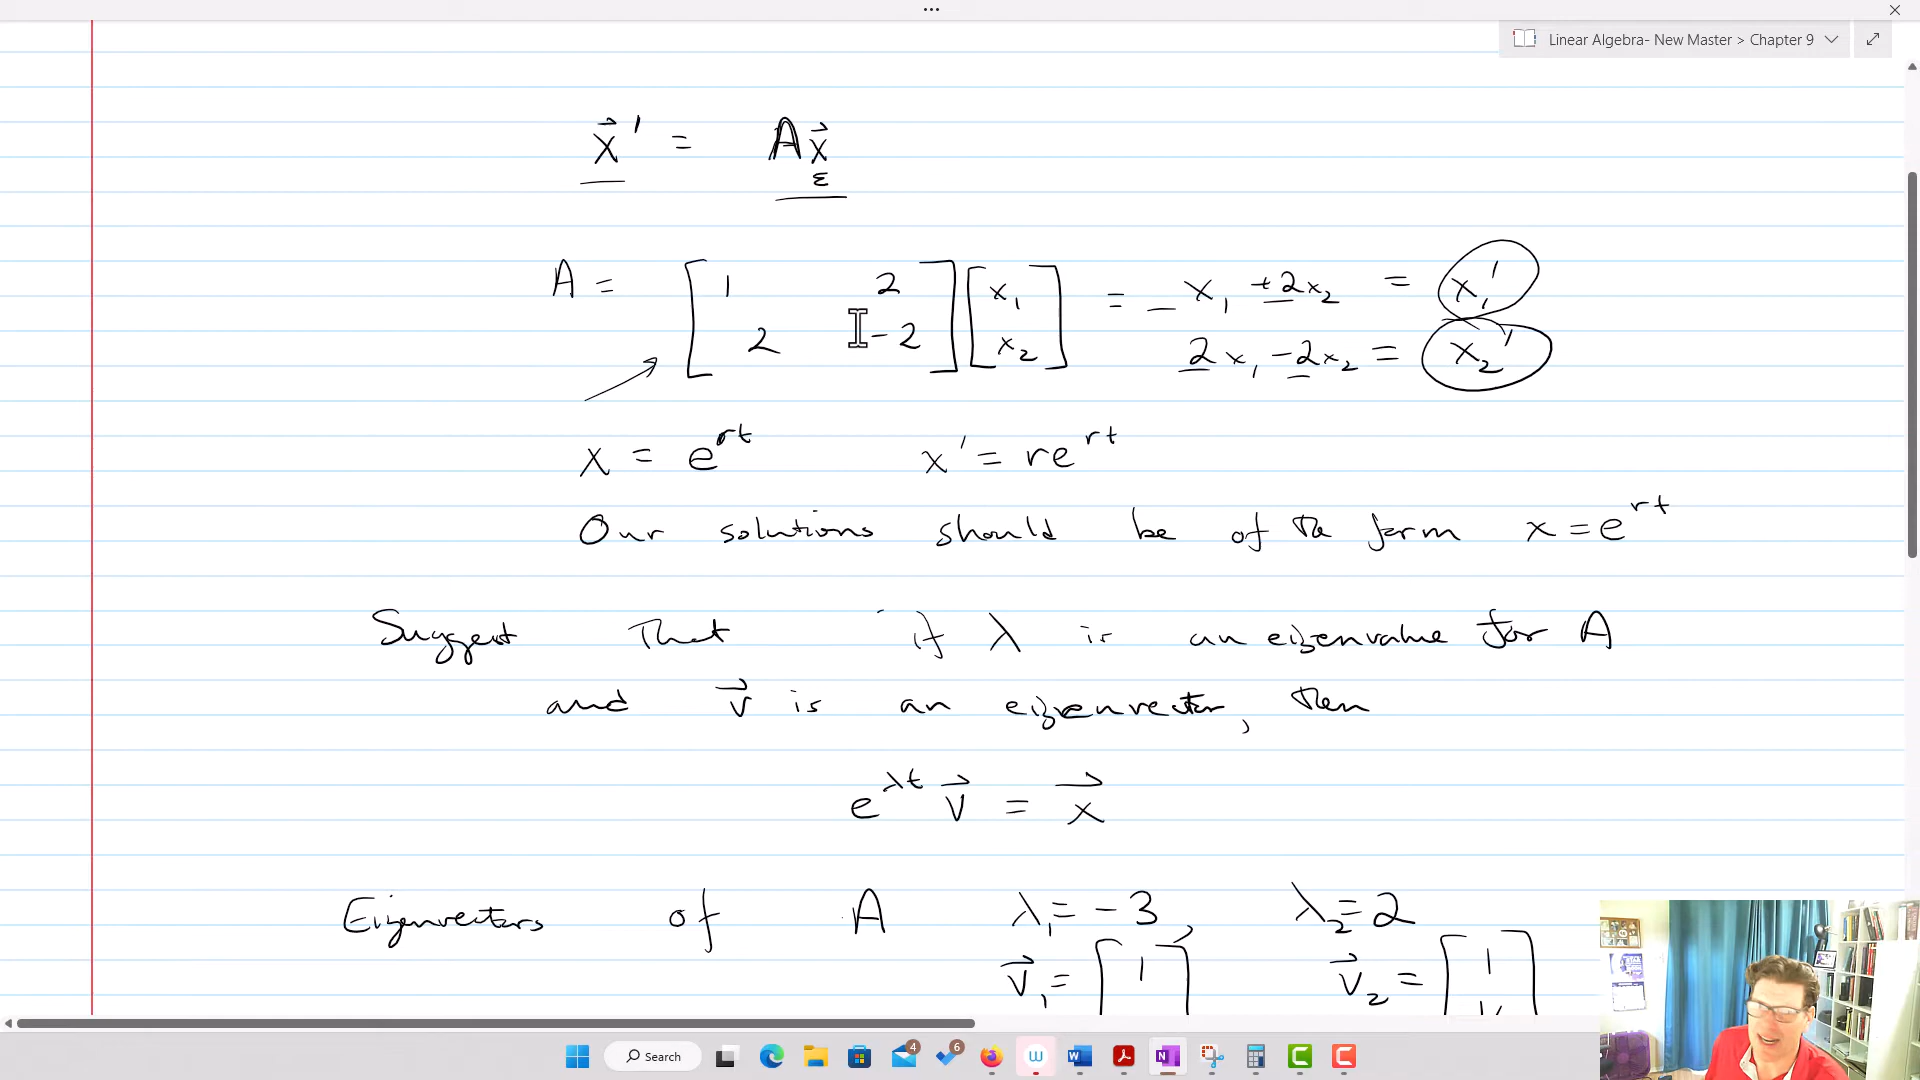 Linear Algebra- New Master > Chapter 9
x⃗ ' = Ax⃗
A = [ 1 2 ] [ x₁ ] = x₁ + 2x₂ = x₁'
[ 2 -2 ] [ x₂ ] 2x₁ - 2x₂ = x₂'
x = e^{rt} x' = re^{rt}
Our solutions should be of the form x = e^{rt}
Suggest that if λ is an eigenvalue for A
and v⃗ is an eigenvector, then
e^{λt} v⃗ = x⃗
Eigenvectors of A λ₁ = -3, λ₂ = 2
v⃗₁ = [ 1 v⃗₂ = [ 1
Search
4
6